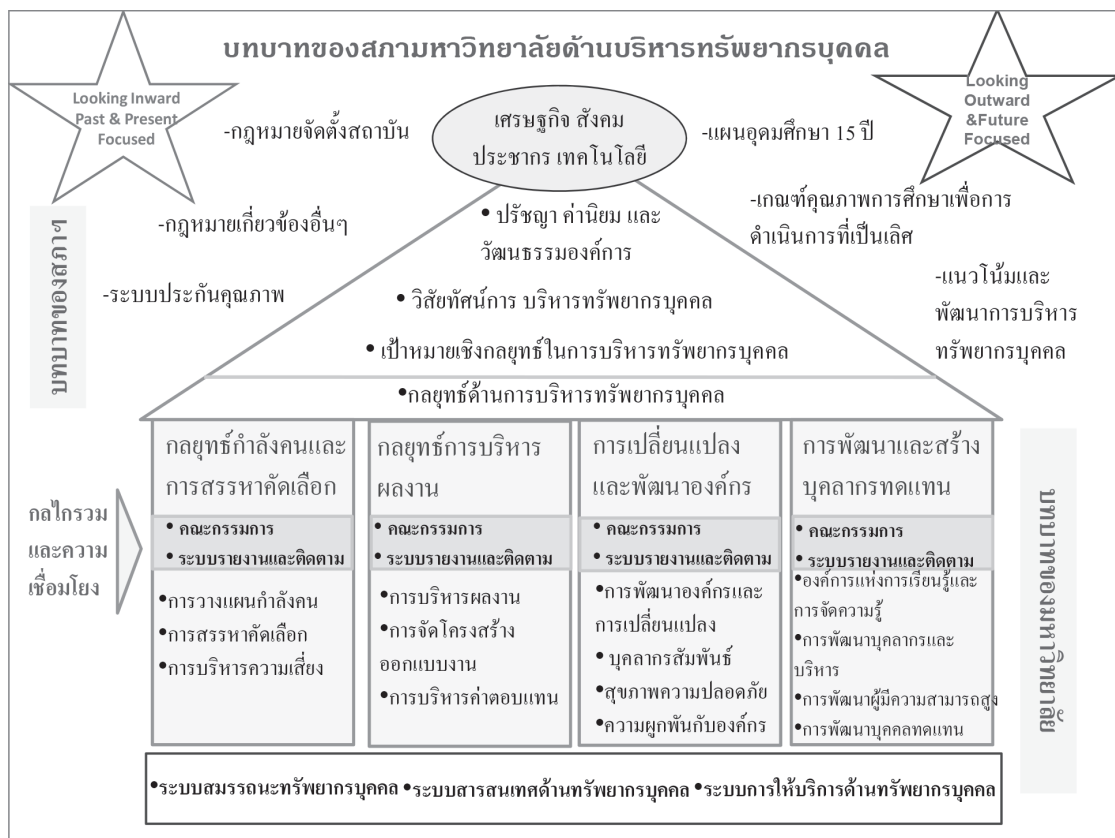 บทบาทของสภามหาวิทยาลัยด้านบริหารทรัพยากรบุคคล
Looking Inward
Past & Present
Focused
Looking
Outward
&Future
Focused
-กฎหมายจัดตั้งสถาบัน
เศรษฐกิจ สังคม
ประชากร เทคโนโลยี
-แผนอุดมศึกษา 15 ปี
-กฎหมายเกี่ยวข้องอื่นๆ
• ปรัชญา ค่านิยม และ
วัฒนธรรมองค์การ
-เกณฑ์คุณภาพการศึกษาเพื่อการ
ดำเนินการที่เป็นเลิศ
-ระบบประกันคุณภาพ
• วิสัยทัศน์การ บริหารทรัพยากรบุคคล
-แนวโน้มและ
พัฒนาการบริหาร
ทรัพยากรบุคคล
• เป้าหมายเชิงกลยุทธ์ในการบริหารทรัพยากรบุคคล
•กลยุทธ์ด้านการบริหารทรัพยากรบุคคล
บทบาทของสภาฯ
กลไกรวม
และความ
เชื่อมโยง
กลยุทธ์กำลังคนและ
การสรรหาคัดเลือก
• คณะกรรมการ
• ระบบรายงานและติดตาม
•การวางแผนกำลังคน
•การสรรหาคัดเลือก
•การบริหารความเสี่ยง
กลยุทธ์การบริหาร
ผลงาน
• คณะกรรมการ
• ระบบรายงานและติดตาม
•การบริหารผลงาน
•การจัดโครงสร้าง
ออกแบบงาน
•การบริหารค่าตอบแทน
การเปลี่ยนแปลง
และพัฒนาองค์กร
• คณะกรรมการ
• ระบบรายงานและติดตาม
•การพัฒนาองค์กรและ
การเปลี่ยนแปลง
• บุคลากรสัมพันธ์
•สุขภาพความปลอดภัย
•ความผูกพันกับองค์กร
การพัฒนาและสร้าง
บุคลากรทดแทน
• คณะกรรมการ
• ระบบรายงานและติดตาม
•องค์การแห่งการเรียนรู้และ
การจัดความรู้
•การพัฒนาบุคลากรและ
บริหาร
•การพัฒนาผู้มีความสามารถสูง
•การพัฒนาบุคคลทดแทน
บทบาทของมหาวิทยาลัย
•ระบบสมรรถนะทรัพยากรบุคคล •ระบบสารสนเทศด้านทรัพยากรบุคคล •ระบบการให้บริการด้านทรัพยากรบุคคล